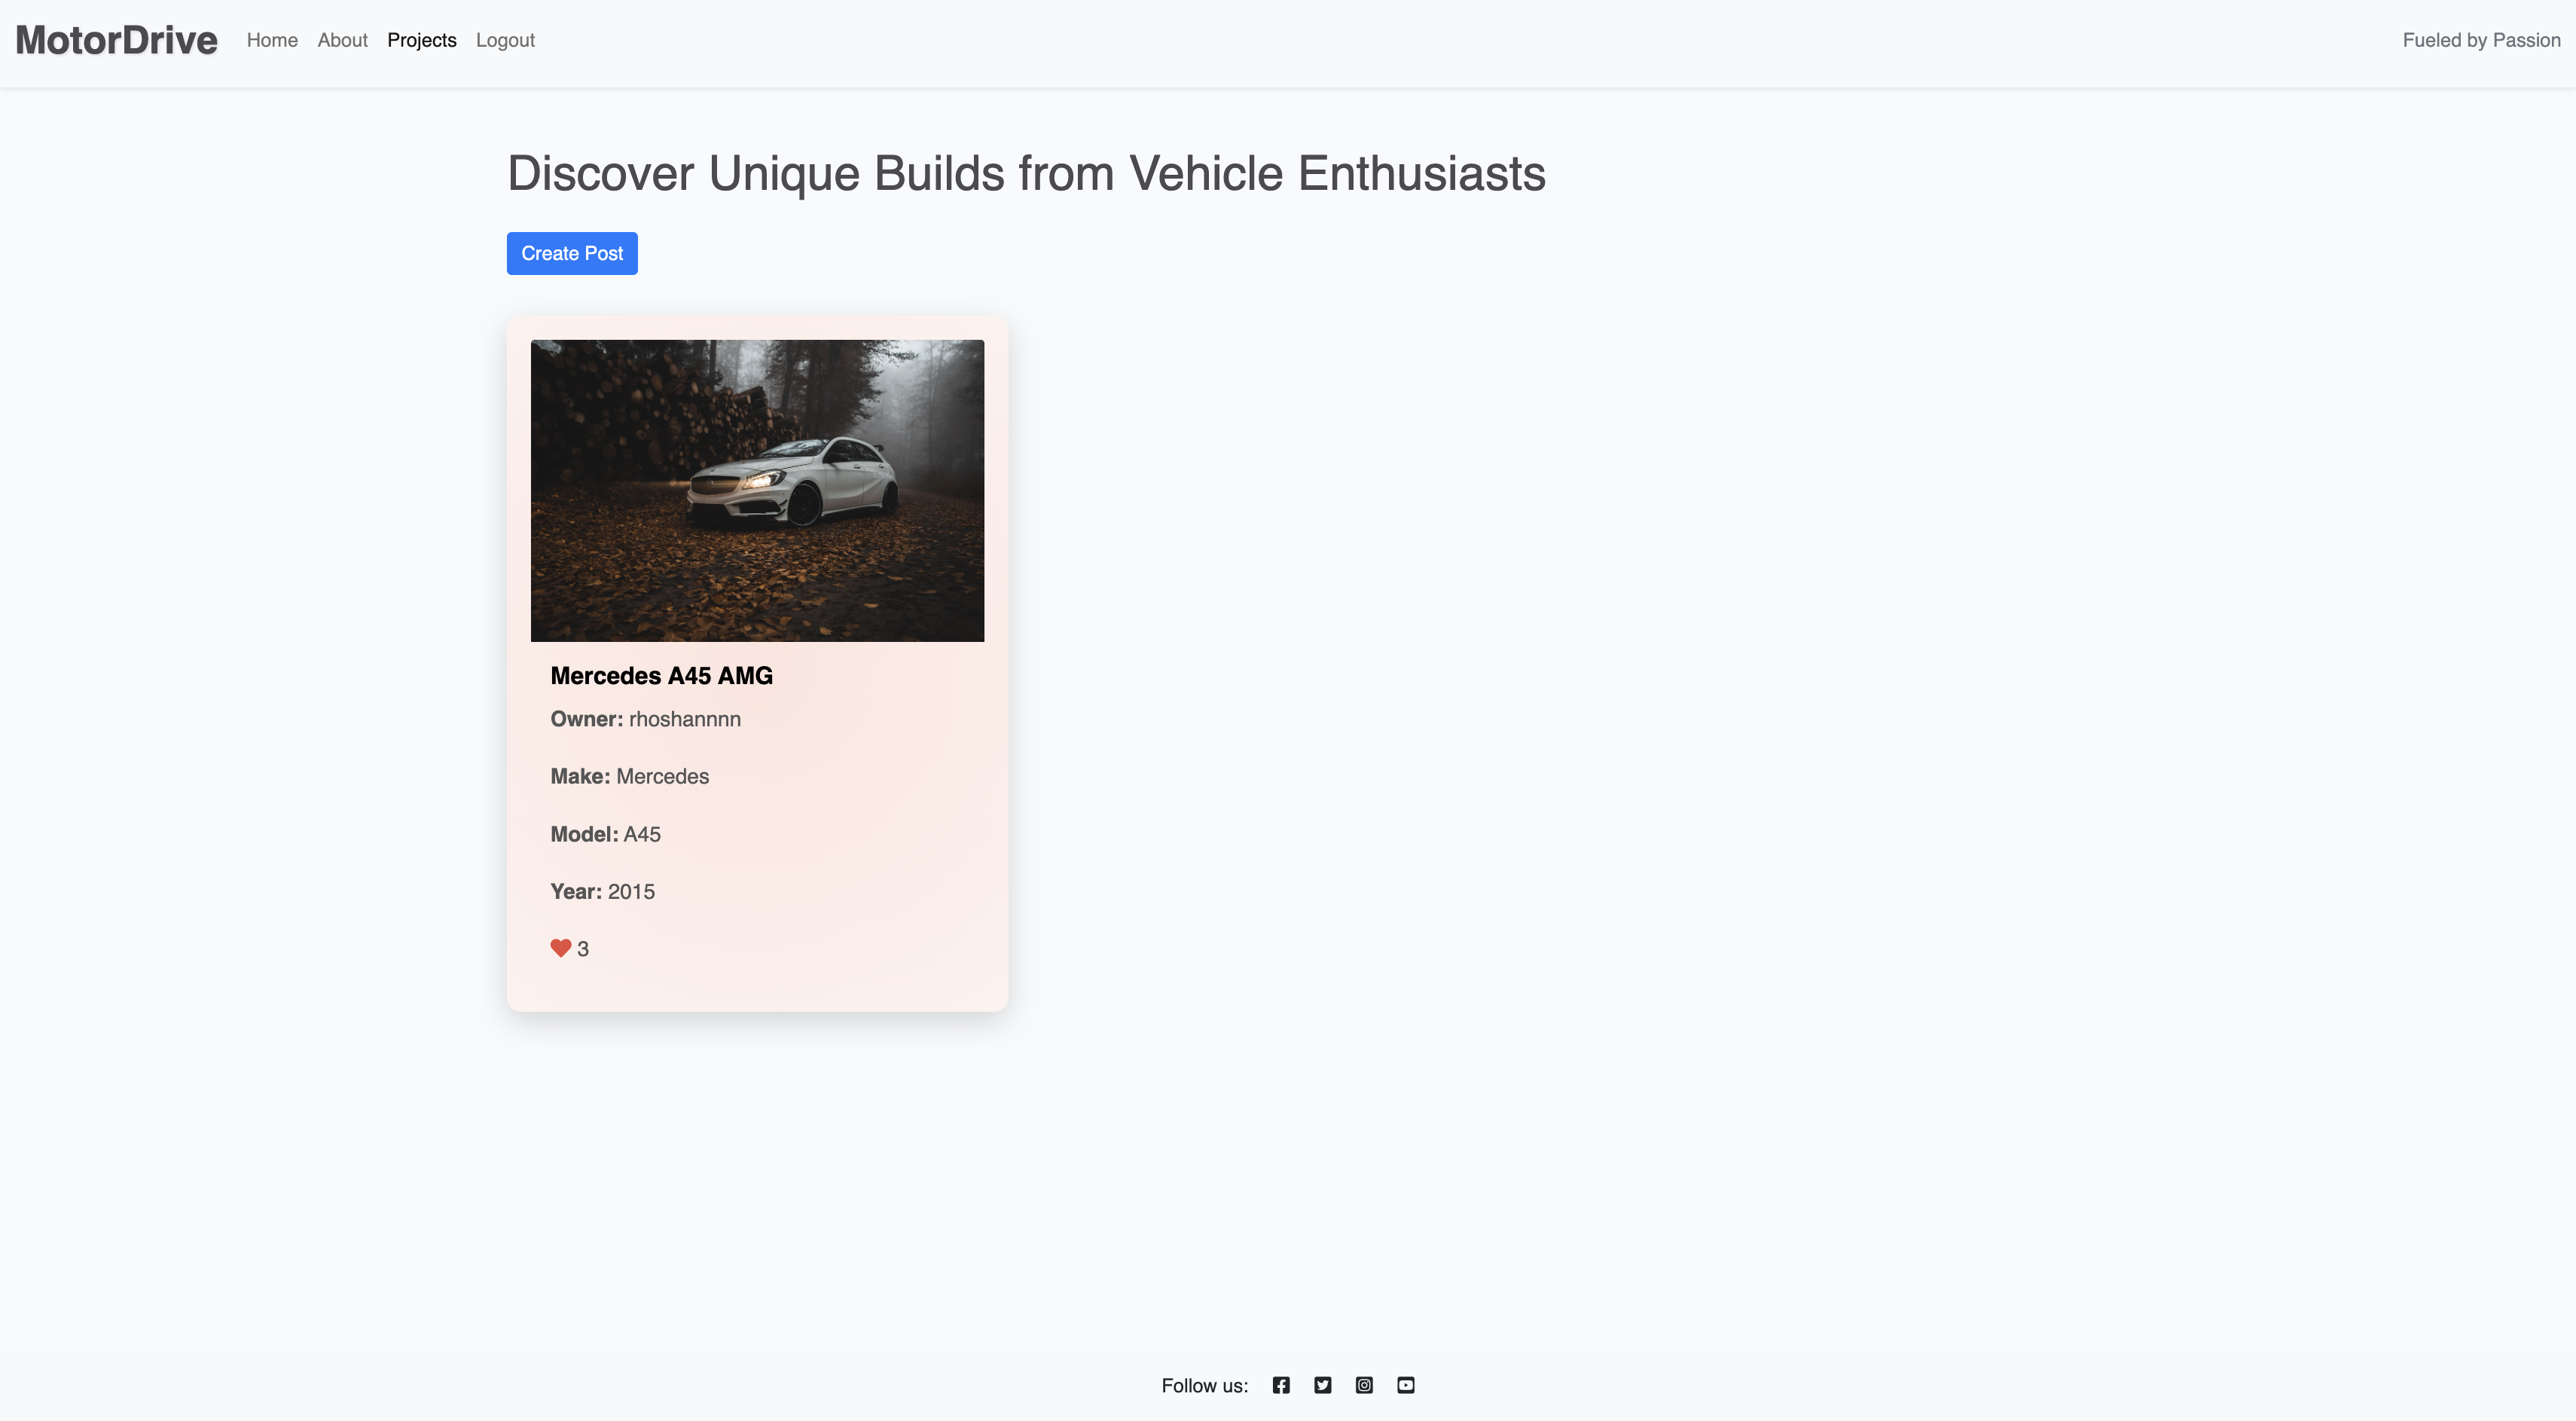 MotorDrive Home About Projects Logout Fueled by Passion
Discover Unique Builds from Vehicle Enthusiasts
Create Post
Mercedes A45 AMG
Owner: rhoshannnn
Make: Mercedes
Model: A45
Year: 2015
3
Follow us: